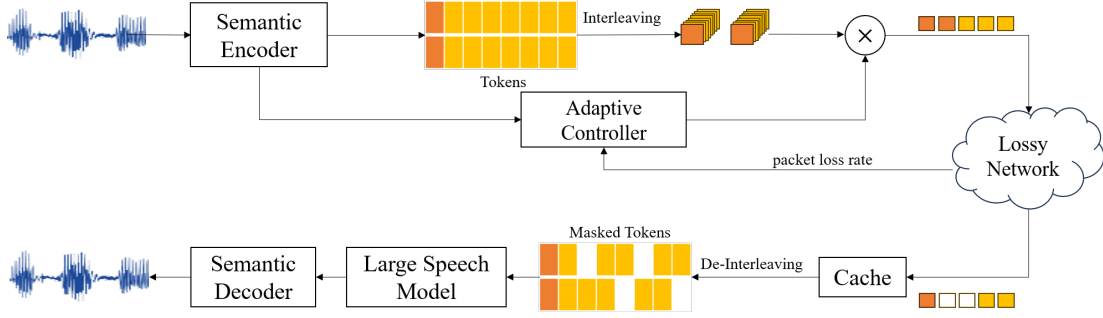 Semantic
Encoder
Interleaving
×
Tokens
Adaptive
Controller
packet loss rate
Lossy
Network
Masked Tokens
De-Interleaving
Semantic
Decoder
Large Speech
Model
Cache